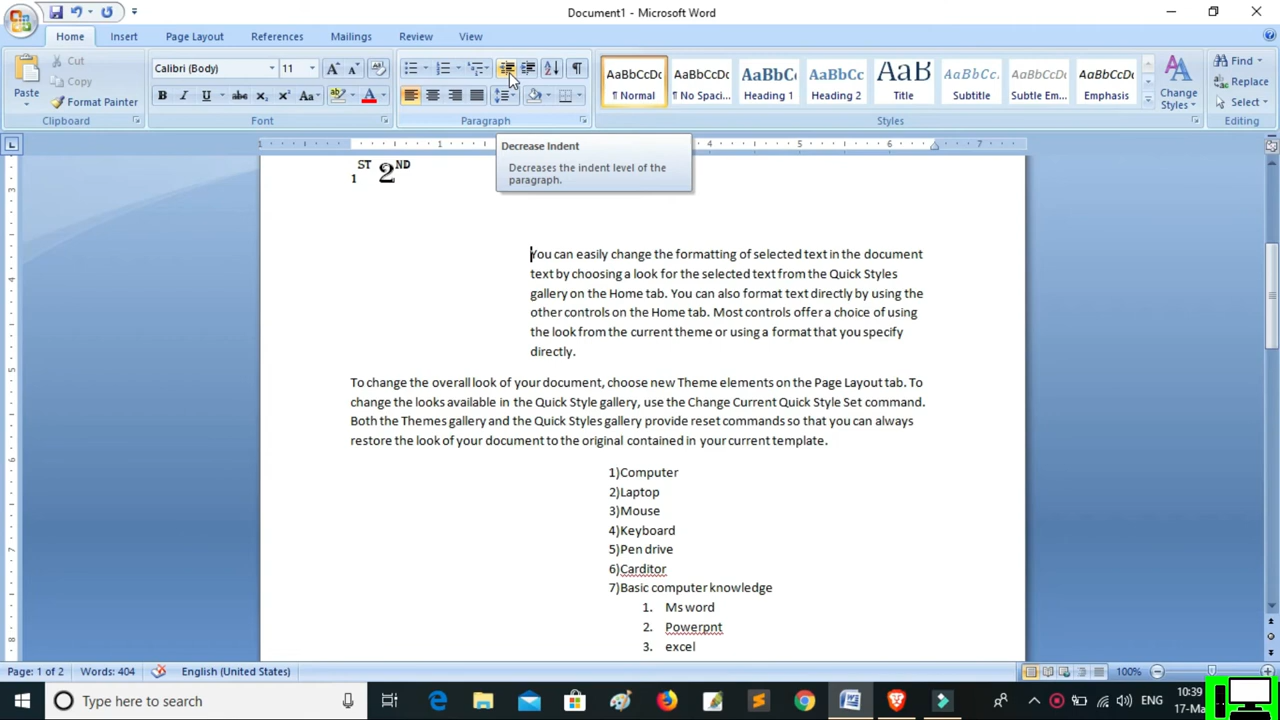 Document1 - Microsoft Word
Home Insert Page Layout References Mailings Review View
Paste
Cut
Copy
Format Painter
Clipboard
Calibri (Body) 11
B I U abc X₂ X² ab A Aa
Font
Paragraph
AaBbCcDc AaBbCcDc AaBbC AaBbCc AaB AaBbCc. AaBbCcDc AaBbCcDc
¶ Normal ¶ No Spaci... Heading 1 Heading 2 Title Subtitle Subtle Em... Emphasis
Change Styles
Styles
Find
Replace
Select
Editing
Decrease Indent
Decreases the indent level of the
paragraph.
1ST 2ND
You can easily change the formatting of selected text in the document
text by choosing a look for the selected text from the Quick Styles
gallery on the Home tab. You can also format text directly by using the
other controls on the Home tab. Most controls offer a choice of using
the look from the current theme or using a format that you specify
directly.
To change the overall look of your document, choose new Theme elements on the Page Layout tab. To
change the looks available in the Quick Style gallery, use the Change Current Quick Style Set command.
Both the Themes gallery and the Quick Styles gallery provide reset commands so that you can always
restore the look of your document to the original contained in your current template.
1)Computer
2)Laptop
3)Mouse
4)Keyboard
5)Pen drive
6)Carditor
7)Basic computer knowledge
1. Ms word
2. Powerpnt
3. excel
Page: 1 of 2 Words: 404 English (United States) 100%
Type here to search
ENG
10:39
17-Ma